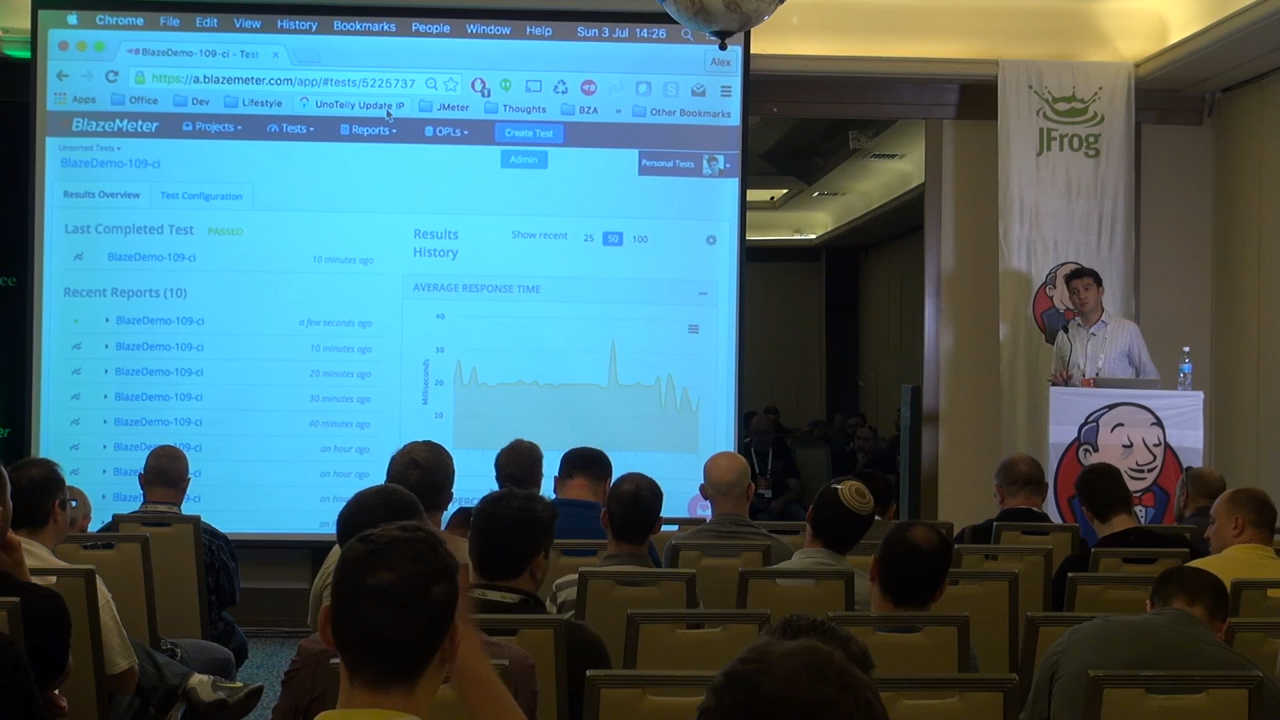 Chrome File Edit View History Bookmarks People Window Help Sun 3 Jul 14:26
BlazeDemo-109-ci - Test
Alex
https://a.blazemeter.com/app/#tests/5225737
Apps Office Dev Lifestyle UnoTelly Update IP JMeter Thoughts BZA » Other Bookmarks
BlazeMeter Projects Tests Reports OPLs Create Test
Unsorted Tests
BlazeDemo-109-ci
Admin
Personal Tests
Results Overview Test Configuration
Last Completed Test PASSED
BlazeDemo-109-ci 10 minutes ago
Recent Reports (10)
BlazeDemo-109-ci a few seconds ago
BlazeDemo-109-ci 10 minutes ago
BlazeDemo-109-ci 20 minutes ago
BlazeDemo-109-ci 30 minutes ago
BlazeDemo-109-ci 40 minutes ago
an hour ago
an hour ago
Results
History
Show recent 25 50 100
AVERAGE RESPONSE TIME
40
30
20
10
Milliseconds
JFrog